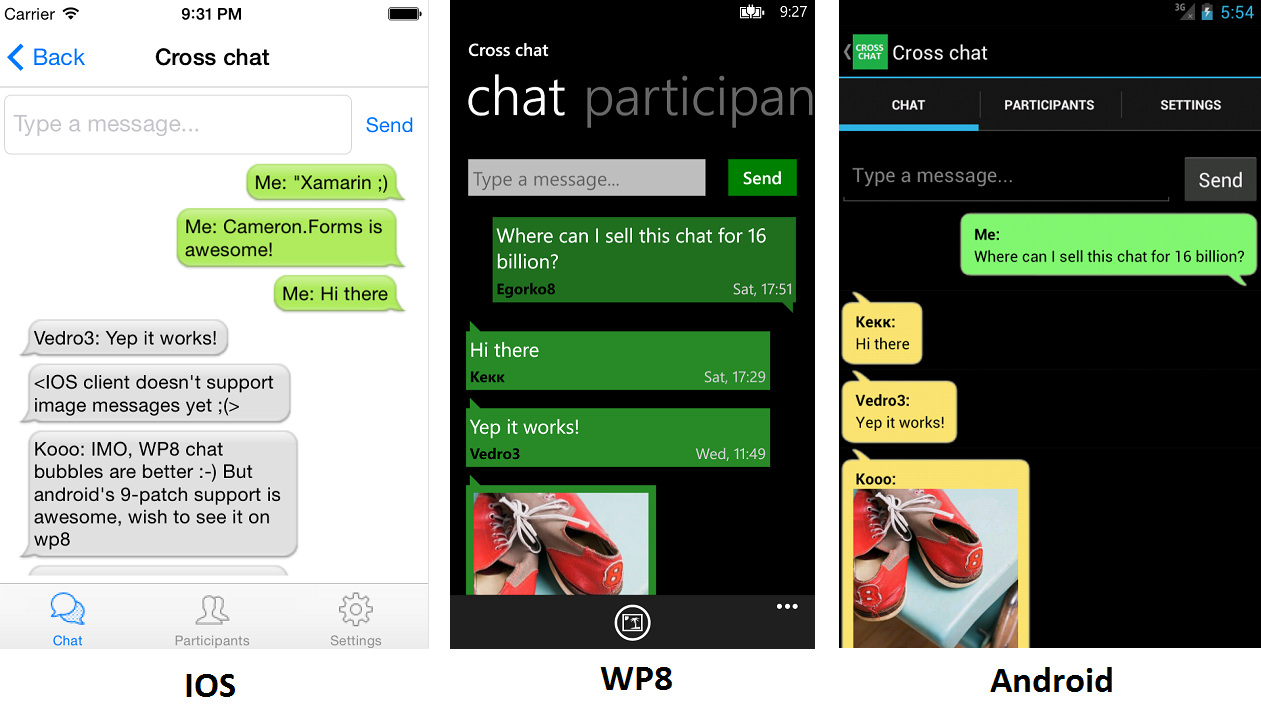 Carrier
9:31 PM
Back
Cross chat
Type a message...
Send
Me: "Xamarin ;)
Me: Cameron.Forms is
awesome!
Me: Hi there
Vedro3: Yep it works!
<IOS client doesn't support
image messages yet ;(>
Kooo: IMO, WP8 chat
bubbles are better :-) But
android's 9-patch support is
awesome, wish to see it on
wp8
Chat
Participants
Settings
IOS
9:27
Cross chat
chat participan
Type a message...
Send
Where can I sell this chat for 16
billion?
Egorko8
Sat, 17:51
Hi there
Кекк
Sat, 17:29
Yep it works!
Vedro3
Wed, 11:49
B
WP8
3G
5:54
CROSS
CHAT
Cross chat
CHAT
PARTICIPANTS
SETTINGS
Type a message...
Send
Me:
Where can I sell this chat for 16 billion?
Кекк:
Hi there
Vedro3:
Yep it works!
Kooo:
B
B
Android